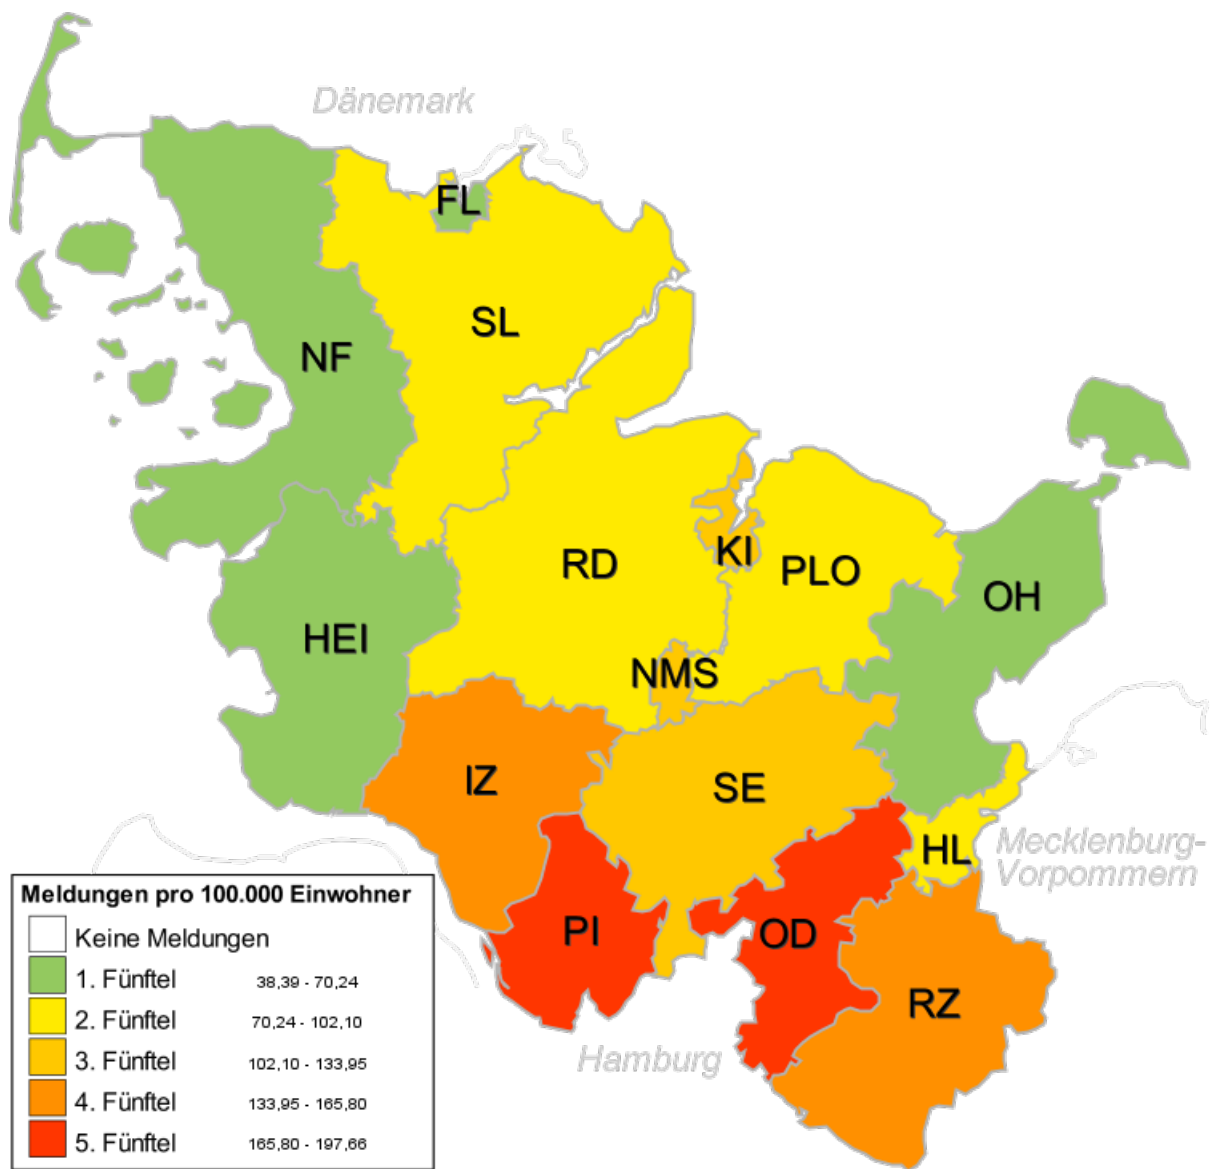 Dänemark
FL
SL
NF
RD
KI
PLO
OH
HEI
NMS
IZ
SE
HL
Mecklenburg-
Vorpommern
PI
OD
RZ
Hamburg
Meldungen pro 100.000 Einwohner
Keine Meldungen
1. Fünftel 38,39 - 70,24
2. Fünftel 70,24 - 102,10
3. Fünftel 102,10 - 133,95
4. Fünftel 133,95 - 165,80
5. Fünftel 165,80 - 197,66